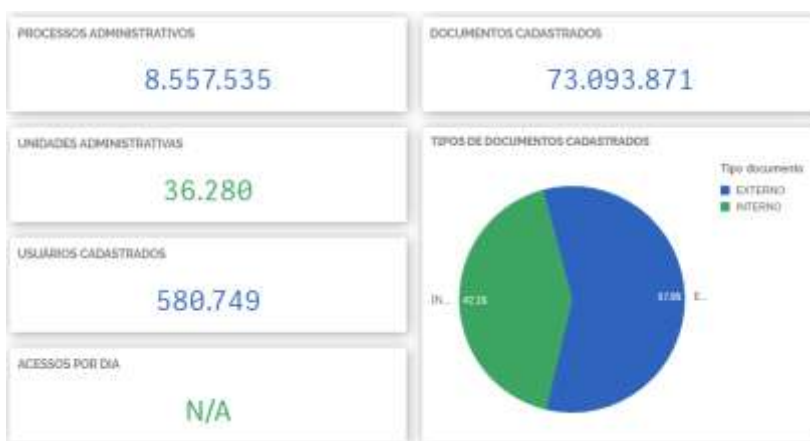 PROCESSOS ADMINISTRATIVOS
8.557.535
DOCUMENTOS CADASTRADOS
73.093.871
UNIDADES ADMINISTRATIVAS
36.280
TIPOS DE DOCUMENTOS CADASTRADOS
Tipo documento
EXTERNO
INTERNO
IN...
E...
USUÁRIOS CADASTRADOS
580.749
ACESSOS POR DIA
N/A